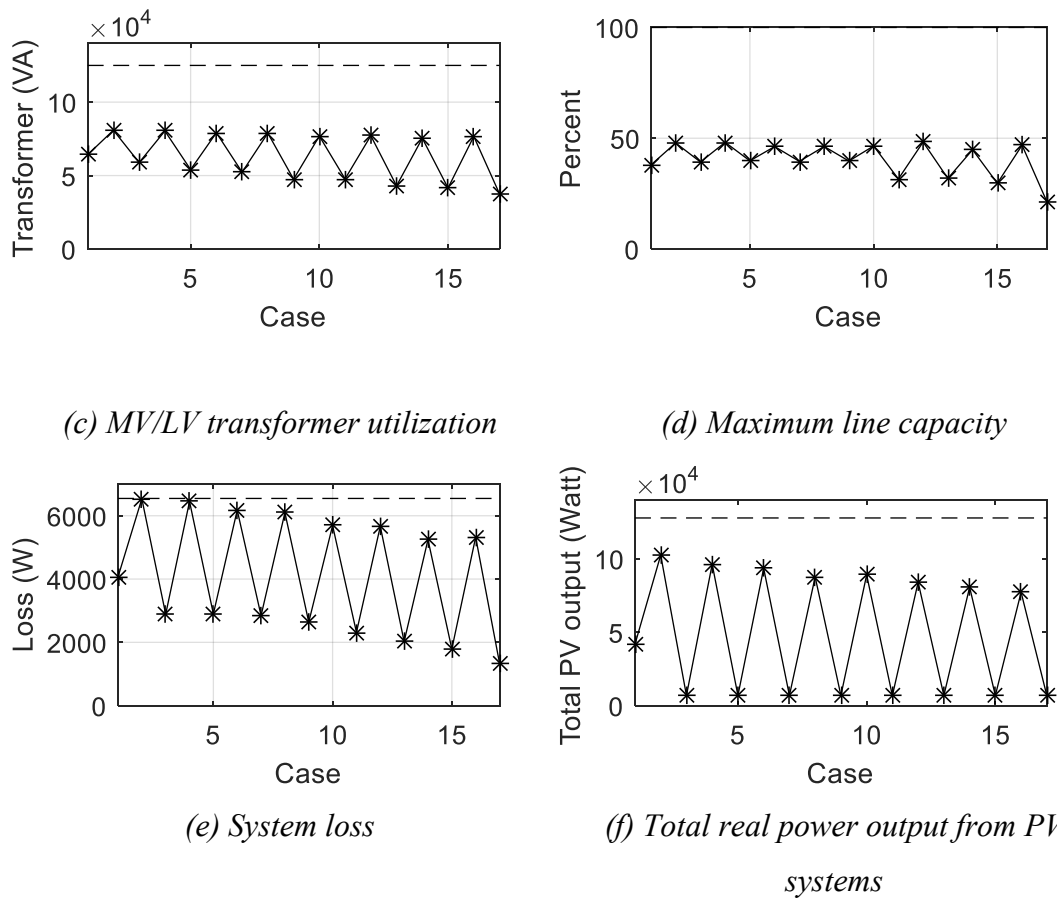 ×10^4
Transformer (VA)
10
5
0
5 10 15
Case
(c) MV/LV transformer utilization
100
Percent
50
0
5 10 15
Case
(d) Maximum line capacity
Loss (W)
6000
4000
2000
0
5 10 15
Case
(e) System loss
×10^4
Total PV output (Watt)
10
5
0
5 10 15
Case
(f) Total real power output from PV
systems